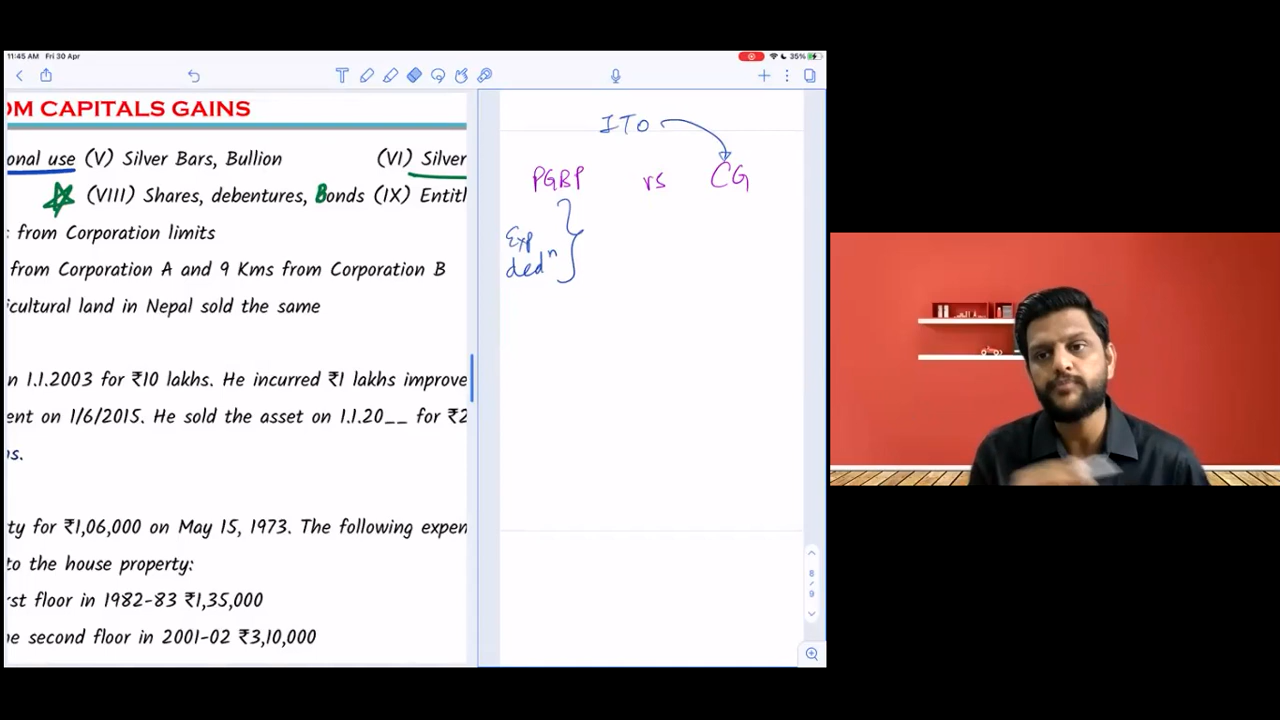 11:45 AM Fri 30 Apr
35%
OM CAPITALS GAINS
onal use (V) Silver Bars, Bullion (VI) Silver
(VIII) Shares, debentures, Bonds (IX) Entitl
: from Corporation limits
from Corporation A and 9 Kms from Corporation B
icultural land in Nepal sold the same
n 1.1.2003 for ₹10 lakhs. He incurred ₹1 lakhs improve
ent on 1/6/2015. He sold the asset on 1.1.20__ for ₹2
ns.
ty for ₹1,06,000 on May 15, 1973. The following expen
to the house property:
rst floor in 1982-83 ₹1,35,000
he second floor in 2001-02 ₹3,10,000
ITO
PGBP vs CG
Exp
dedⁿ
8
/
9